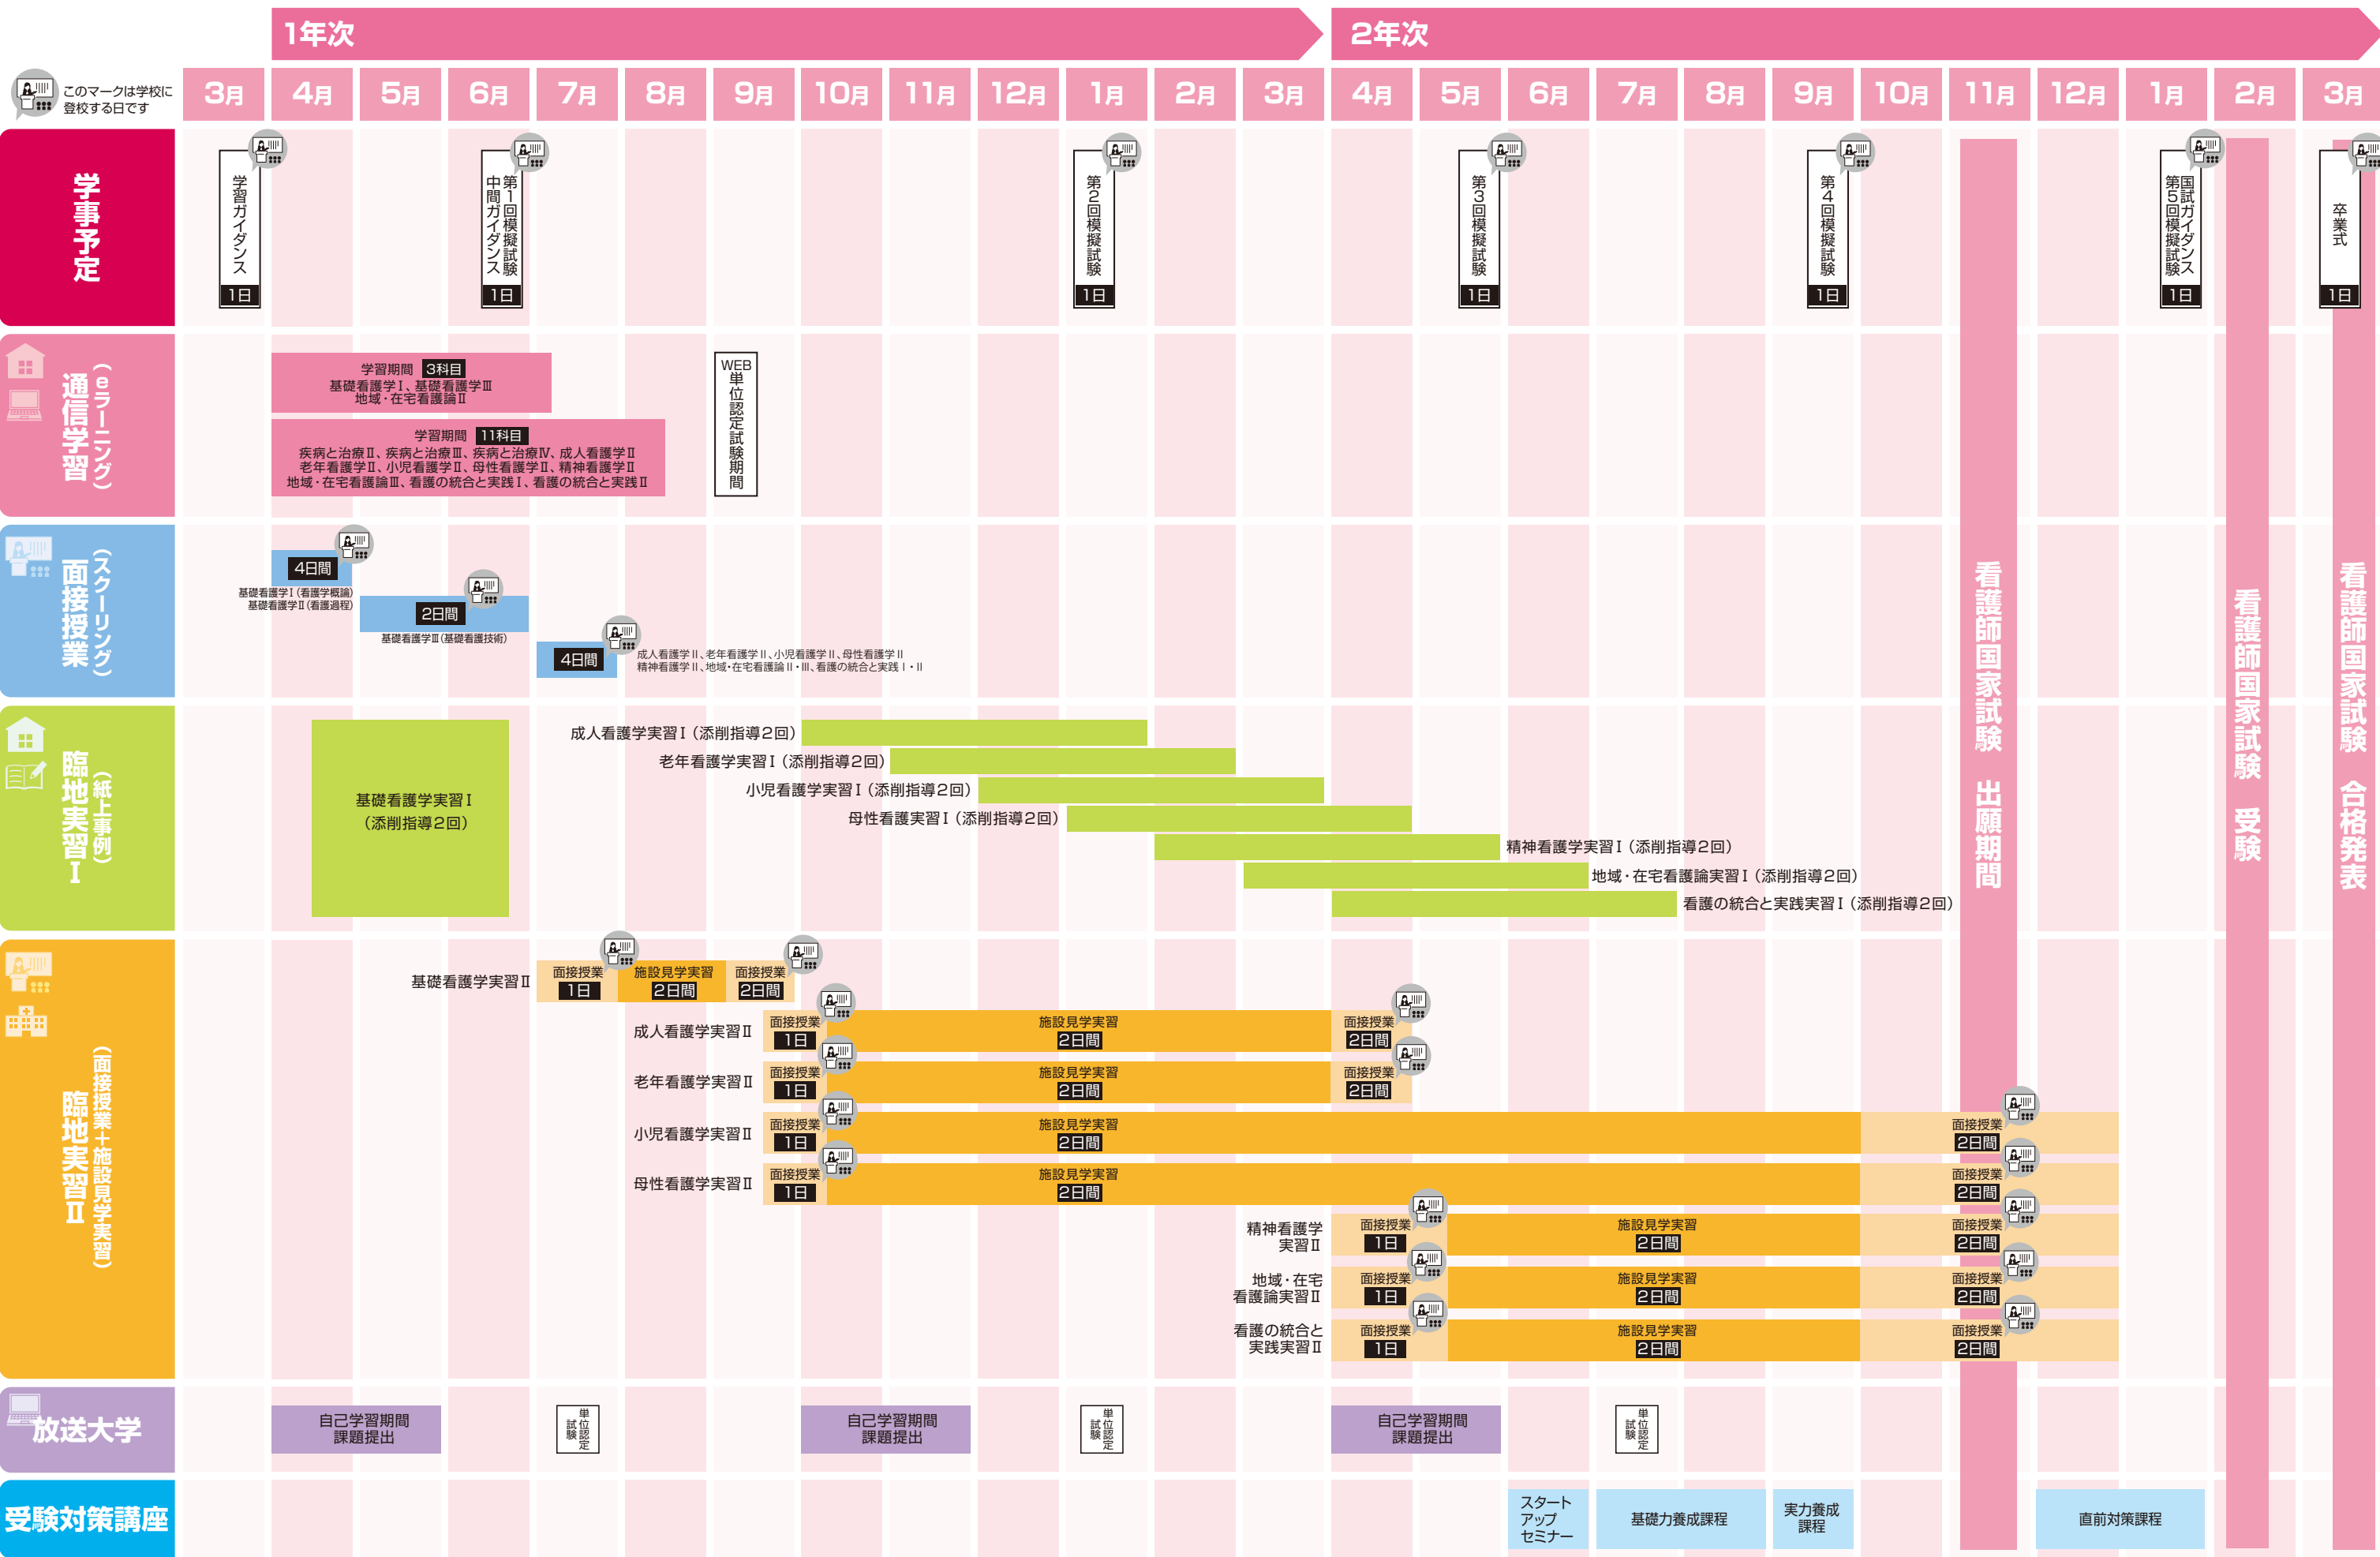 1年次
2年次
このマークは学校に
登校する日です
3月
4月
5月
6月
7月
8月
9月
10月
11月
12月
1月
2月
3月
4月
5月
6月
7月
8月
9月
10月
11月
12月
1月
2月
3月
学事予定
学習ガイダンス
1日
第1回模擬試験
中間ガイダンス
1日
第2回模擬試験
1日
第3回模擬試験
1日
第4回模擬試験
1日
国試ガイダンス
第5回模擬試験
1日
卒業式
1日
看護師国家試験 出願期間
看護師国家試験 受験
看護師国家試験 合格発表
(eラーニング)
通信学習
学習期間 3科目
基礎看護学Ⅰ、基礎看護学Ⅲ
地域・在宅看護論Ⅱ
学習期間 11科目
疾病と治療Ⅱ、疾病と治療Ⅲ、疾病と治療Ⅳ、成人看護学Ⅱ
老年看護学Ⅱ、小児看護学Ⅱ、母性看護学Ⅱ、精神看護学Ⅱ
地域・在宅看護論Ⅲ、看護の統合と実践Ⅰ、看護の統合と実践Ⅱ
WEB
単位認定試験期間
(スクーリング)
面接授業
4日間
基礎看護学Ⅰ(看護学概論)
基礎看護学Ⅱ(看護過程)
2日間
基礎看護学Ⅲ(基礎看護技術)
4日間
成人看護学Ⅱ、老年看護学Ⅱ、小児看護学Ⅱ、母性看護学Ⅱ
精神看護学Ⅱ、地域・在宅看護論Ⅱ・Ⅲ、看護の統合と実践Ⅰ・Ⅱ
(紙上事例)
臨地実習Ⅰ
基礎看護学実習Ⅰ
(添削指導2回)
成人看護学実習Ⅰ(添削指導2回)
老年看護学実習Ⅰ(添削指導2回)
小児看護学実習Ⅰ(添削指導2回)
母性看護実習Ⅰ(添削指導2回)
精神看護学実習Ⅰ(添削指導2回)
地域・在宅看護論実習Ⅰ(添削指導2回)
看護の統合と実践実習Ⅰ(添削指導2回)
(面接授業+施設見学実習)
臨地実習Ⅱ
基礎看護学実習Ⅱ
面接授業
1日
施設見学実習
2日間
面接授業
2日間
成人看護学実習Ⅱ
面接授業
1日
施設見学実習
2日間
面接授業
2日間
老年看護学実習Ⅱ
面接授業
1日
施設見学実習
2日間
面接授業
2日間
小児看護学実習Ⅱ
面接授業
1日
施設見学実習
2日間
面接授業
2日間
母性看護学実習Ⅱ
面接授業
1日
施設見学実習
2日間
面接授業
2日間
精神看護学
実習Ⅱ
面接授業
1日
施設見学実習
2日間
面接授業
2日間
地域・在宅
看護論実習Ⅱ
面接授業
1日
施設見学実習
2日間
面接授業
2日間
看護の統合と
実践実習Ⅱ
面接授業
1日
施設見学実習
2日間
面接授業
2日間
放送大学
自己学習期間
課題提出
単位認定
試験
自己学習期間
課題提出
単位認定
試験
自己学習期間
課題提出
単位認定
試験
受験対策講座
スタート
アップ
セミナー
基礎力養成課程
実力養成
課程
直前対策課程